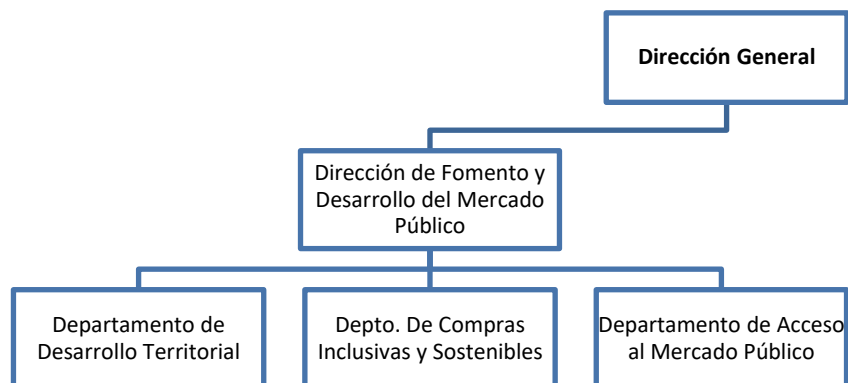 Dirección General
Dirección de Fomento y
Desarrollo del Mercado
Público
Departamento de
Desarrollo Territorial
Depto. De Compras
Inclusivas y Sostenibles
Departamento de Acceso
al Mercado Público